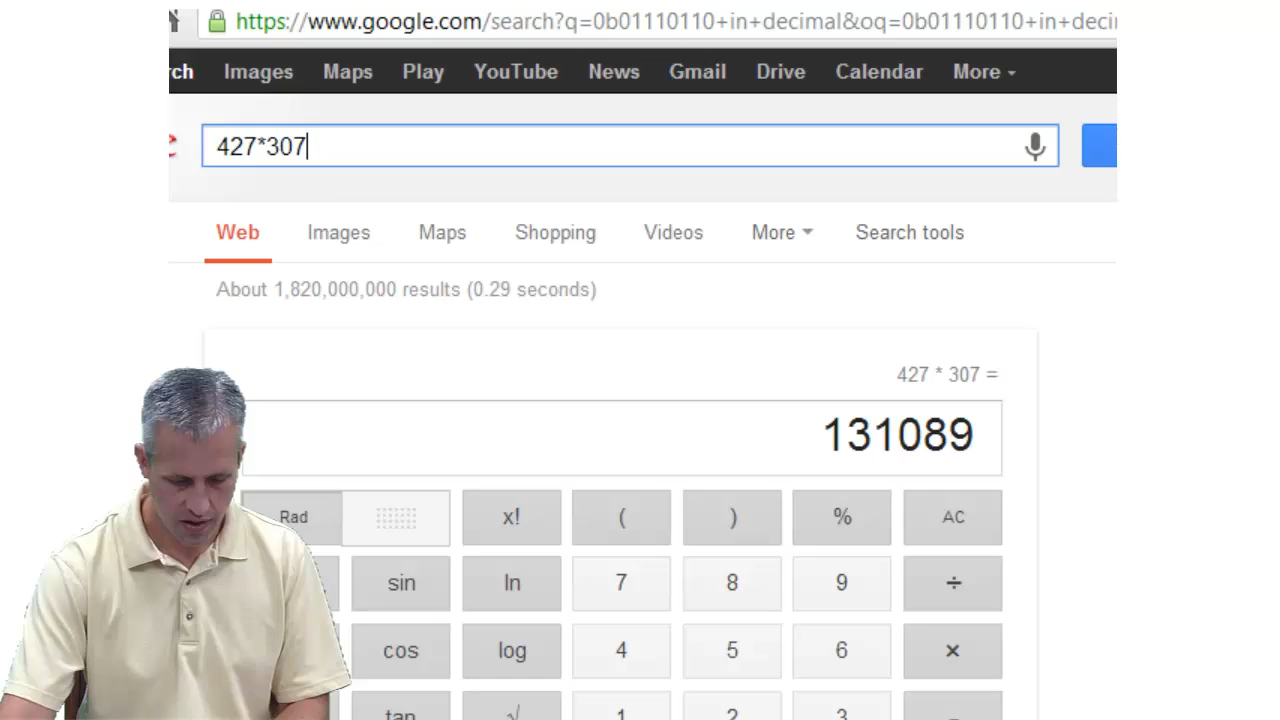 https://www.google.com/search?q=0b01110110+in+decimal&oq=0b01110110+in+deci
rch Images Maps Play YouTube News Gmail Drive Calendar More
427*307
Web Images Maps Shopping Videos More Search tools
About 1,820,000,000 results (0.29 seconds)
427 * 307 =
131089
Rad x! ( ) % AC
sin ln 7 8 9 ÷
cos log 4 5 6 ×
tan √ 1 2 3 -